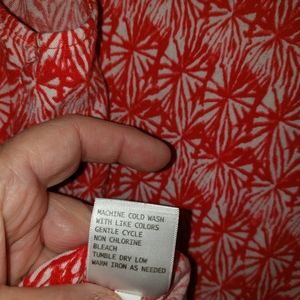 MACHINE COLD WASH
WITH LIKE COLORS
GENTLE CYCLE
NON CHLORINE
BLEACH
TUMBLE DRY LOW
WARM IRON AS NEEDED